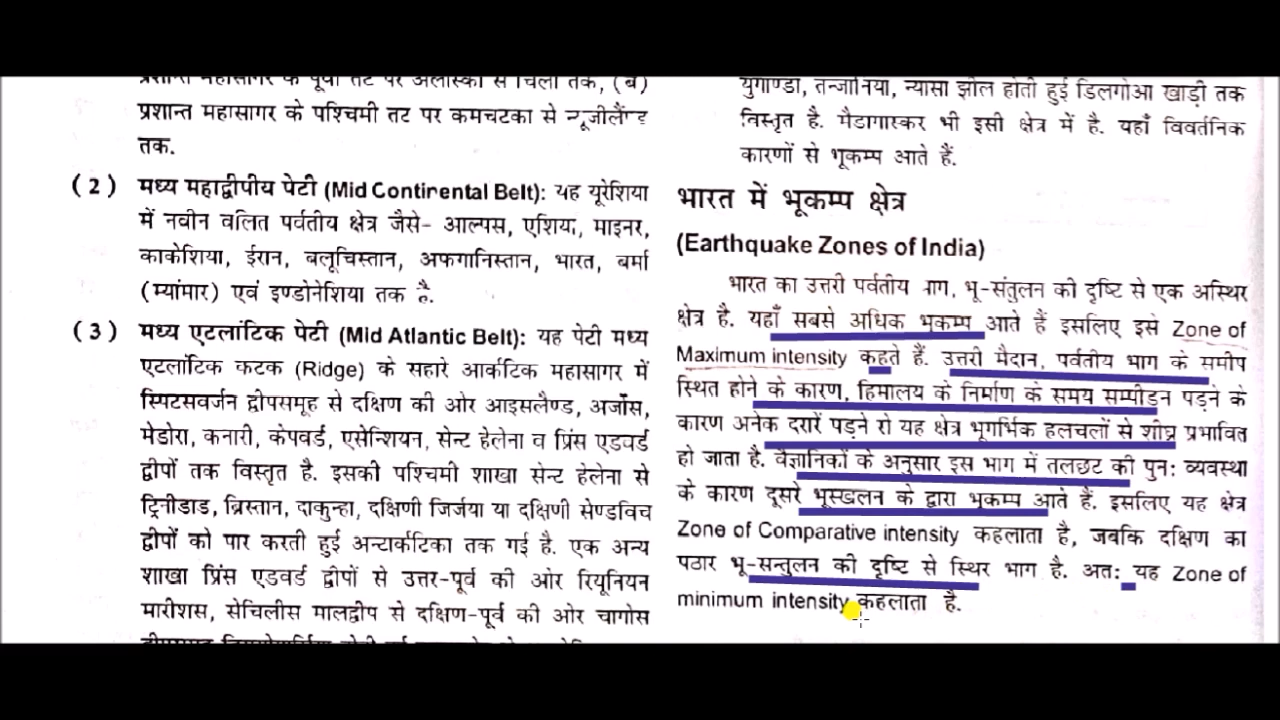 प्रशान्त महासागर के पूर्वी तट पर अलास्का से चिली तक, (ब)
प्रशान्त महासागर के पश्चिमी तट पर कमचटका से न्यूजीलैण्ड
तक.
(2) मध्य महाद्वीपीय पेटी (Mid Continental Belt): यह यूरेशिया
में नवीन वलित पर्वतीय क्षेत्र जैसे- आल्पस, एशिया, माइनर,
काकेशिया, ईरान, बलूचिस्तान, अफगानिस्तान, भारत, बर्मा
(म्यांमार) एवं इण्डोनेशिया तक है.
(3) मध्य एटलांटिक पेटी (Mid Atlantic Belt): यह पेटी मध्य
एटलांटिक कटक (Ridge) के सहारे आर्कटिक महासागर में
स्पिटसवर्जन द्वीपसमूह से दक्षिण की ओर आइसलैण्ड, अर्जोस,
मेडोरा, कनारी, केपवर्ड, एसेन्शियन, सेन्ट हेलेना व प्रिंस एडवर्ड
द्वीपों तक विस्तृत है. इसकी पश्चिमी शाखा सेन्ट हेलेना से
ट्रिनीडाड, ब्रिस्तान, दाकुन्हा, दक्षिणी जिर्जया या दक्षिणी सेण्डविच
द्वीपों को पार करती हुई अन्टार्कटिका तक गई है. एक अन्य
शाखा प्रिंस एडवर्ड द्वीपों से उत्तर-पूर्व की ओर रियूनियन
मारीशस, सेचिलीस मालद्वीप से दक्षिण-पूर्व की ओर चागोस
युगाण्डा, तन्जानिया, न्यासा झील होती हुई डिलगोआ खाड़ी तक
विस्तृत है. मैडागास्कर भी इसी क्षेत्र में है. यहाँ विवर्तनिक
कारणों से भूकम्प आते हैं.
भारत में भूकम्प क्षेत्र
(Earthquake Zones of India)
भारत का उत्तरी पर्वतीय भाग, भू-संतुलन की दृष्टि से एक अस्थिर
क्षेत्र है. यहाँ सबसे अधिक भूकम्प आते हैं इसलिए इसे Zone of
Maximum intensity कहते हैं. उत्तरी मैदान, पर्वतीय भाग के समीप
स्थित होने के कारण, हिमालय के निर्माण के समय सम्पीडन पड़ने के
कारण अनेक दरारें पड़ने से यह क्षेत्र भूगर्भिक हलचलों से शीघ्र प्रभावित
हो जाता है. वैज्ञानिकों के अनुसार इस भाग में तलछट की पुन: व्यवस्था
के कारण दूसरे भूस्खलन के द्वारा भूकम्प आते हैं. इसलिए यह क्षेत्र
Zone of Comparative intensity कहलाता है, जबकि दक्षिण का
पठार भू-सन्तुलन की दृष्टि से स्थिर भाग है. अत: यह Zone of
minimum intensity कहलाता है.